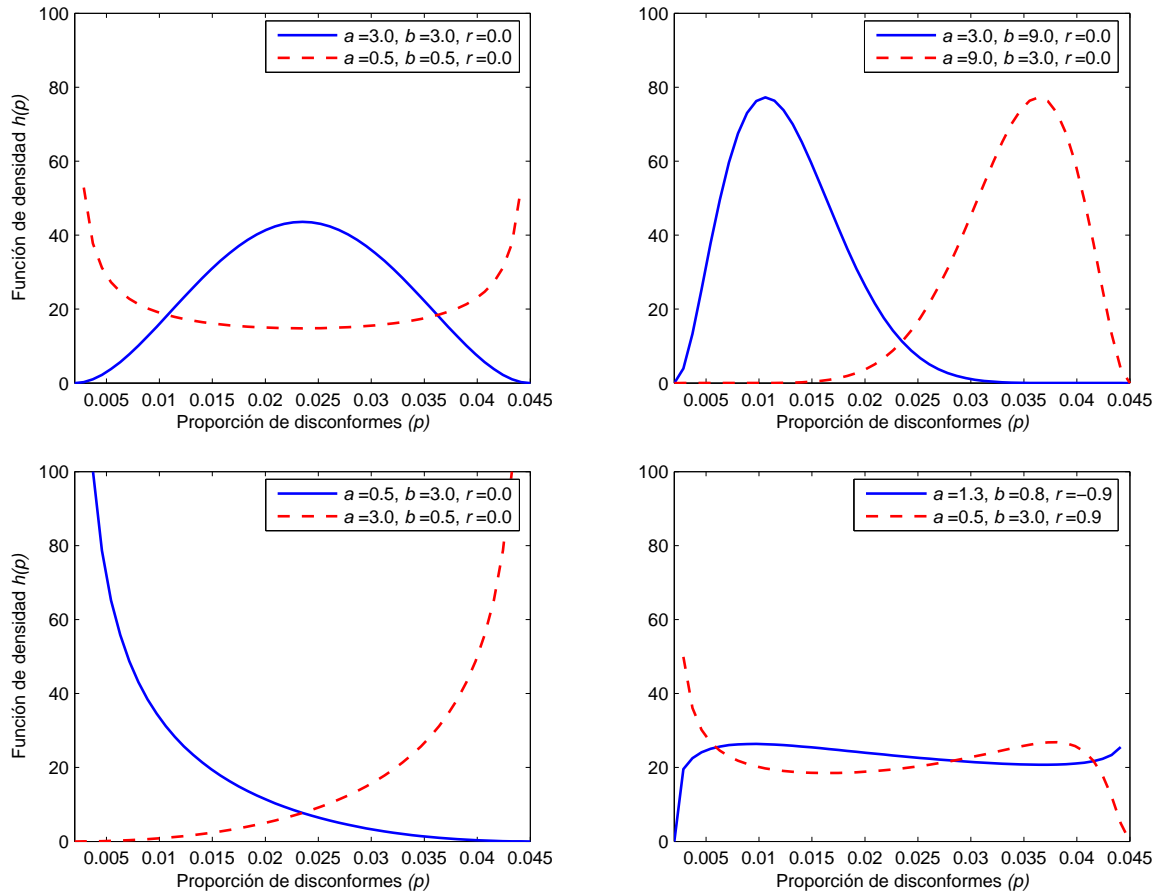 100
80
60
40
20
0
Función de densidad h(p)
a =3.0, b =3.0, r=0.0
a =0.5, b =0.5, r=0.0
0.005 0.01 0.015 0.02 0.025 0.03 0.035 0.04 0.045
Proporción de disconformes (p)
100
80
60
40
20
0
a =3.0, b =9.0, r=0.0
a =9.0, b =3.0, r=0.0
0.005 0.01 0.015 0.02 0.025 0.03 0.035 0.04 0.045
Proporción de disconformes (p)
100
80
60
40
20
0
Función de densidad h(p)
a =0.5, b =3.0, r=0.0
a =3.0, b =0.5, r=0.0
0.005 0.01 0.015 0.02 0.025 0.03 0.035 0.04 0.045
Proporción de disconformes (p)
100
80
60
40
20
0
a =1.3, b =0.8, r=−0.9
a =0.5, b =3.0, r=0.9
0.005 0.01 0.015 0.02 0.025 0.03 0.035 0.04 0.045
Proporción de disconformes (p)